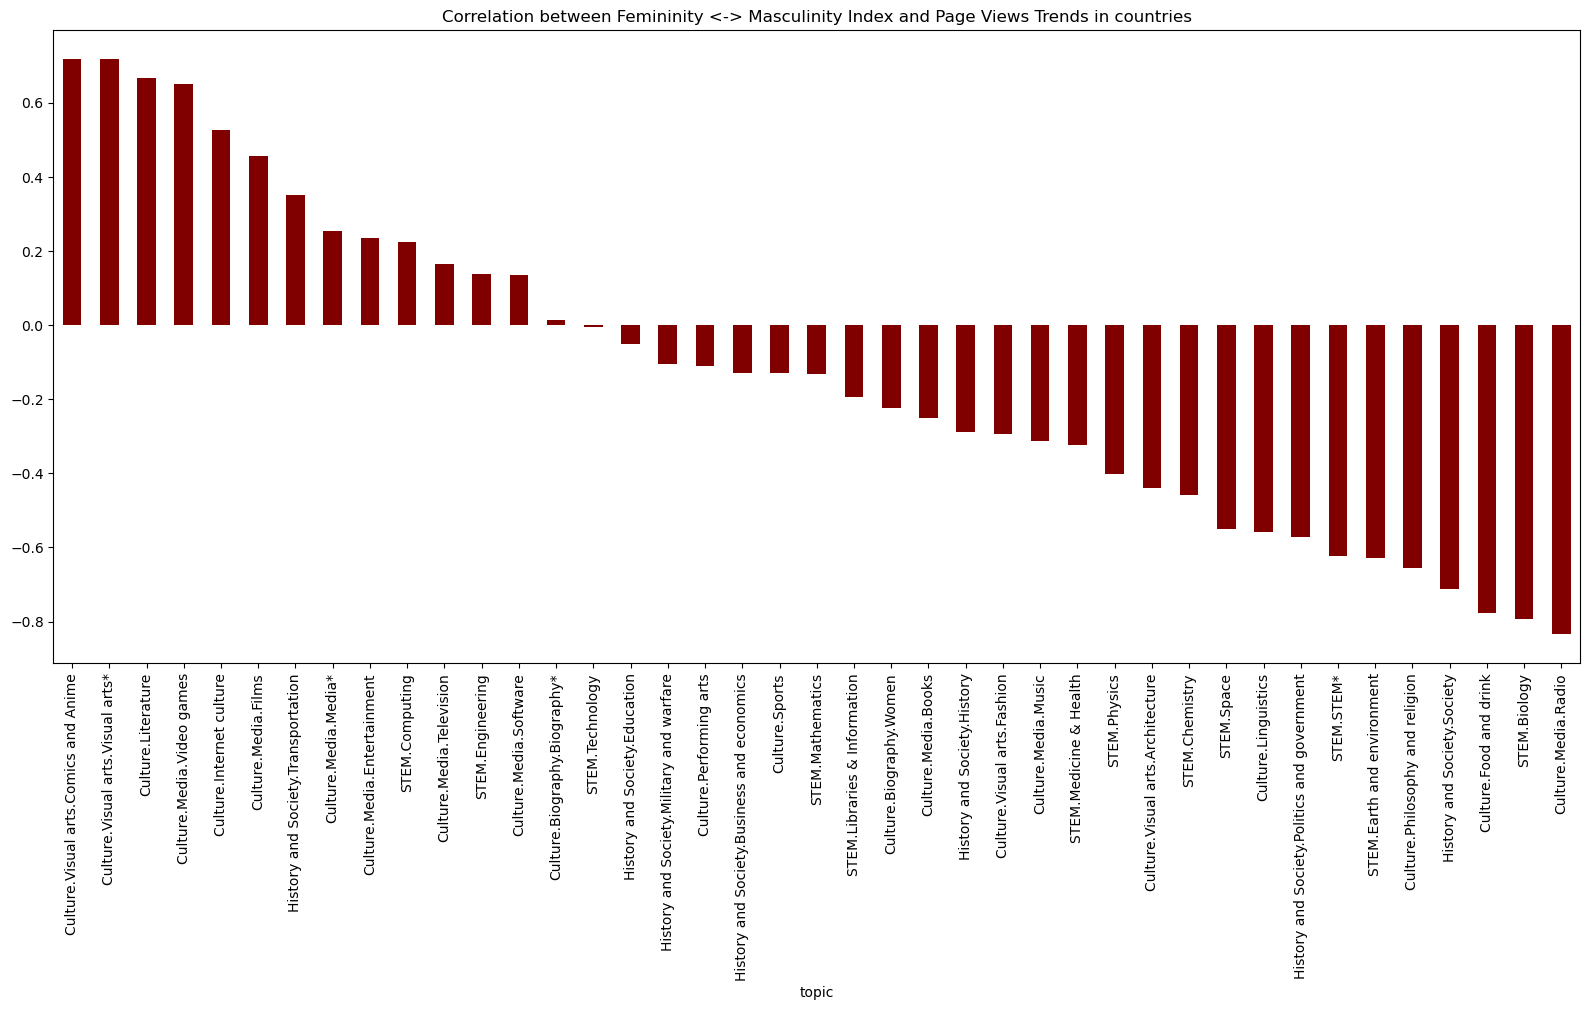 Correlation between Femininity <-> Masculinity Index and Page Views Trends in countries
0.6
0.4
0.2
0.0
−0.2
−0.4
−0.6
−0.8
Culture.Visual arts.Comics and Anime
Culture.Visual arts.Visual arts*
Culture.Literature
Culture.Media.Video games
Culture.Internet culture
Culture.Media.Films
History and Society.Transportation
Culture.Media.Media*
Culture.Media.Entertainment
STEM.Computing
Culture.Media.Television
STEM.Engineering
Culture.Media.Software
Culture.Biography.Biography*
STEM.Technology
History and Society.Education
History and Society.Military and warfare
Culture.Performing arts
History and Society.Business and economics
Culture.Sports
STEM.Mathematics
STEM.Libraries & Information
Culture.Biography.Women
Culture.Media.Books
History and Society.History
Culture.Visual arts.Fashion
Culture.Media.Music
STEM.Medicine & Health
STEM.Physics
Culture.Visual arts.Architecture
STEM.Chemistry
STEM.Space
Culture.Linguistics
History and Society.Politics and government
STEM.STEM*
STEM.Earth and environment
Culture.Philosophy and religion
History and Society.Society
Culture.Food and drink
STEM.Biology
Culture.Media.Radio
topic